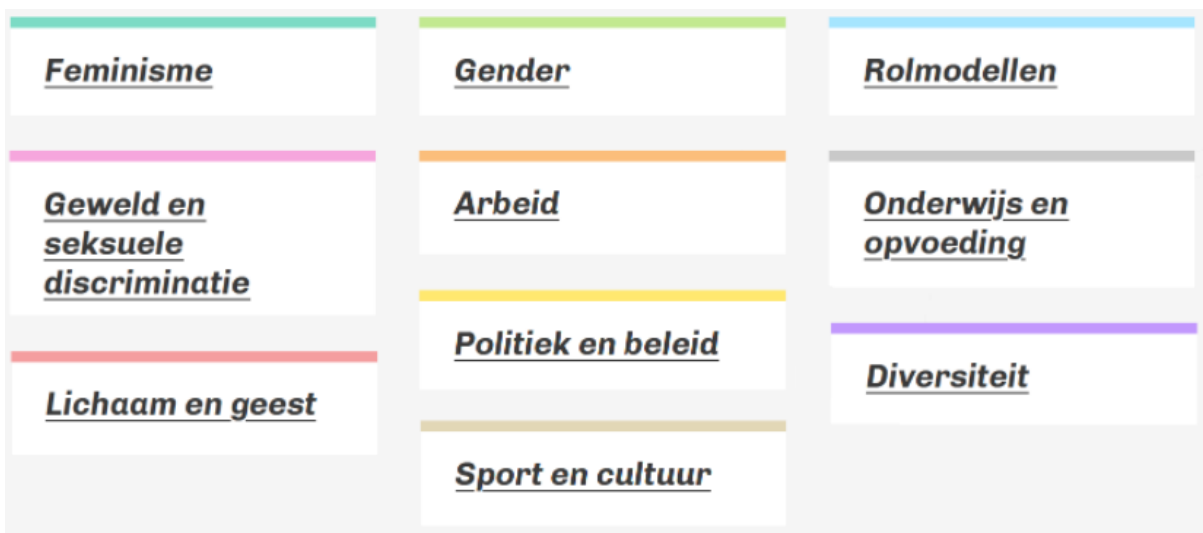 Feminisme
Gender
Rolmodellen
Geweld en
seksuele
discriminatie
Arbeid
Onderwijs en
opvoeding
Politiek en beleid
Diversiteit
Lichaam en geest
Sport en cultuur